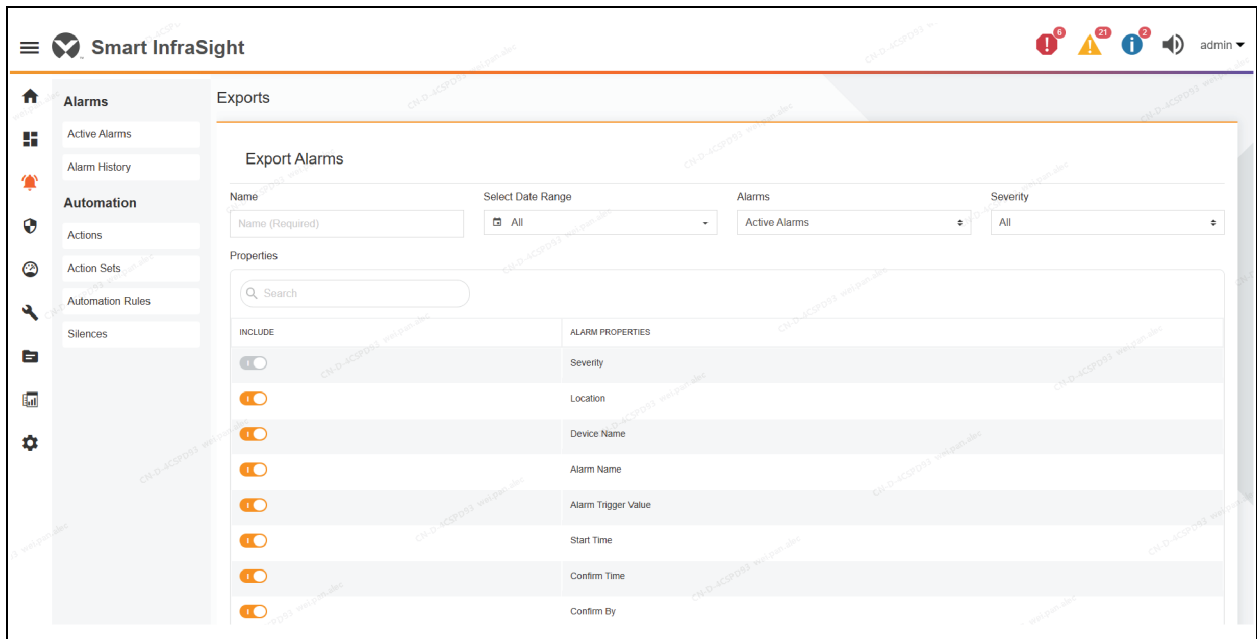 Smart InfraSight
6
21
2
admin
Alarms
Active Alarms
Alarm History
Automation
Actions
Action Sets
Automation Rules
Silences
Exports
Export Alarms
Name
Select Date Range
Alarms
Severity
Name (Required)
All
Active Alarms
All
Properties
Search
INCLUDE
ALARM PROPERTIES
Severity
Location
Device Name
Alarm Name
Alarm Trigger Value
Start Time
Confirm Time
Confirm By